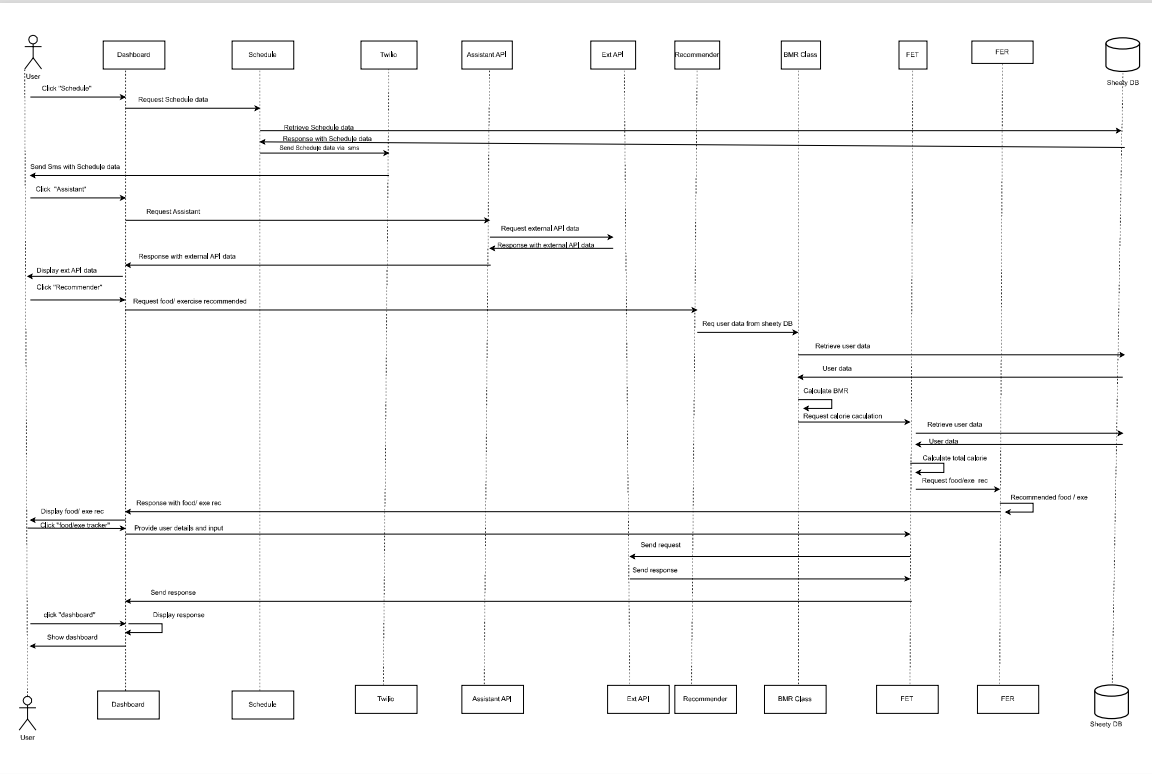 Dashboard
Schedule
Twilio
Assistant API
Ext API
Recommender
BMR Class
FET
FER
User
Sheety DB
Click "Schedule"
Request Schedule data
Retrieve Schedule data
Response with Schedule data
Send Schedule data via sms
Send Sms with Schedule data
Click "Assistant"
Request Assistant
Request external API data
Response with external API data
Response with external API data
Display ext API data
Click "Recommender"
Request food/ exercise recommended
Req user data from sheety DB
Retrieve user data
User data
Calculate BMR
Request calorie caculation
Retrieve user data
User data
Calculate total calorie
Request food/exe rec
Recommended food / exe
Response with food/ exe rec
Display food/ exe rec
Click "food/exe tracker"
Provide user details and input
Send request
Send response
Send response
click "dashboard"
Display response
Show dashboard
Dashboard
Schedule
Twilio
Assistant API
Ext API
Recommender
BMR Class
FET
FER
Sheety DB
User